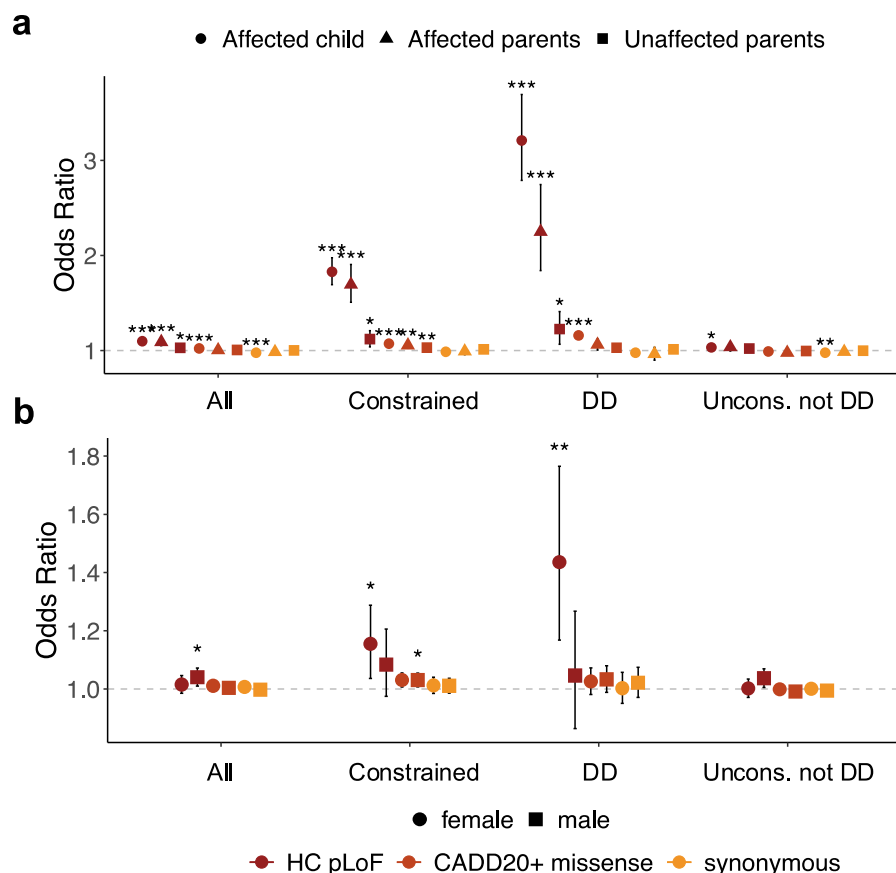 a
Affected child Affected parents Unaffected parents
Odds Ratio
3
2
1
*** *** * *** ***
*** *** * *** ** **
*** *** * ***
* **
All Constrained DD Uncons. not DD
b
Odds Ratio
1.8
1.6
1.4
1.2
1.0
*
* *
**
All Constrained DD Uncons. not DD
female male
HC pLoF CADD20+ missense synonymous